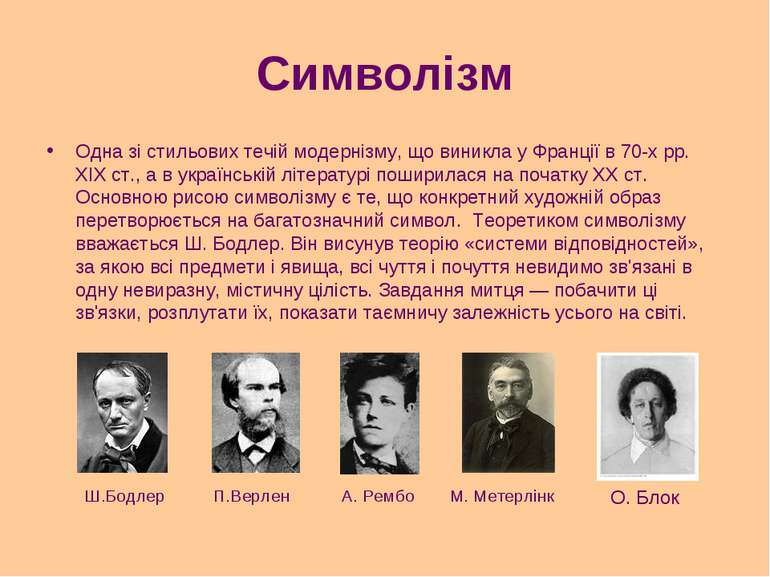 Символізм
• Одна зі стильових течій модернізму, що виникла у Франції в 70-х рр.
XIX ст., а в українській літературі поширилася на початку XX ст.
Основною рисою символізму є те, що конкретний художній образ
перетворюється на багатозначний символ. Теоретиком символізму
вважається Ш. Бодлер. Він висунув теорію «системи відповідностей»,
за якою всі предмети і явища, всі чуття і почуття невидимо зв'язані в
одну невиразну, містичну цілість. Завдання митця — побачити ці
зв'язки, розплутати їх, показати таємничу залежність усього на світі.
Ш.Бодлер П.Верлен А. Рембо М. Метерлінк О. Блок